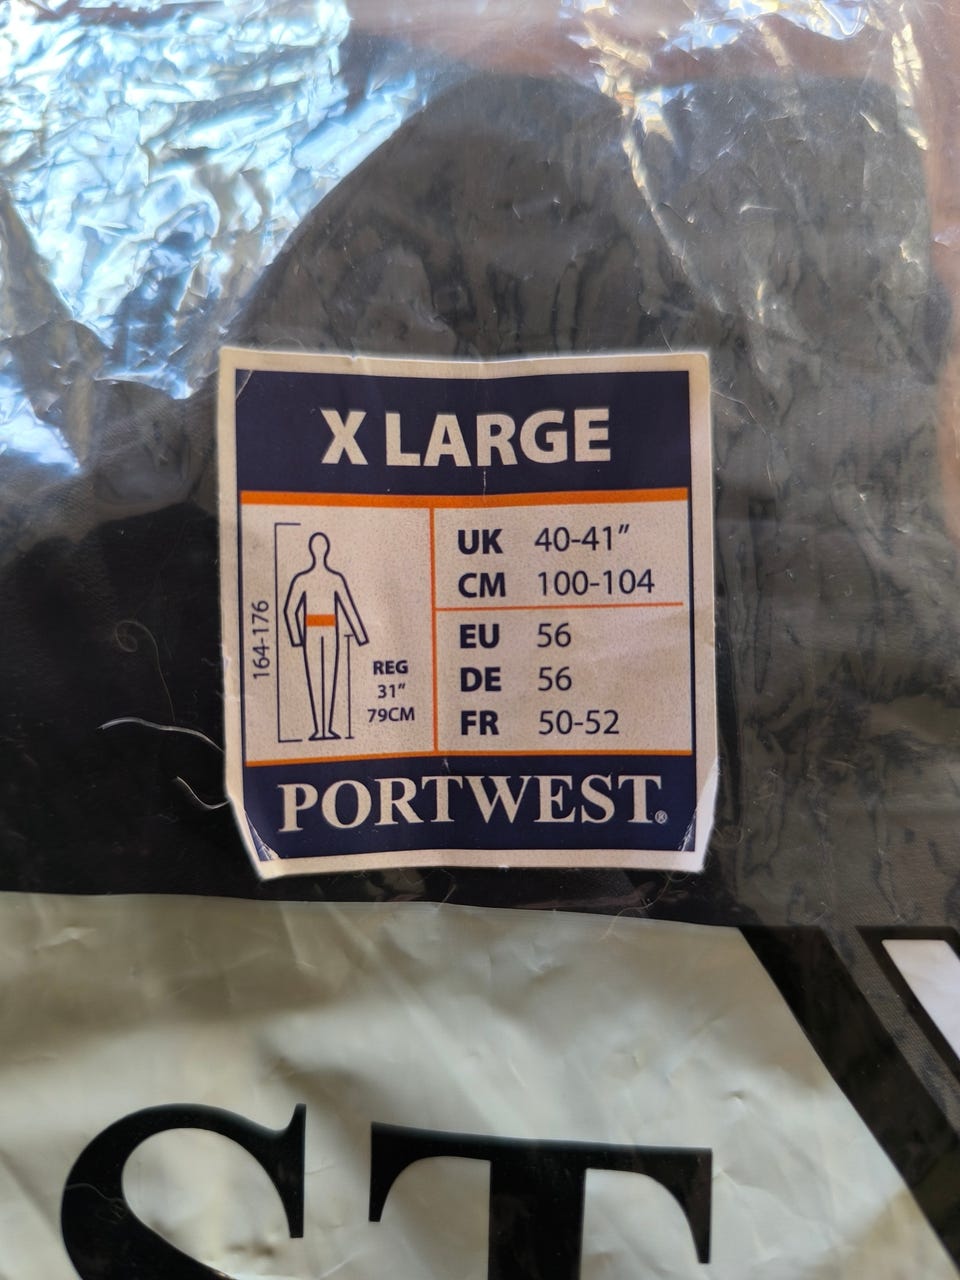 X LARGE
164-176
REG
31"
79CM
UK 40-41"
CM 100-104
EU 56
DE 56
FR 50-52
PORTWEST®
ST